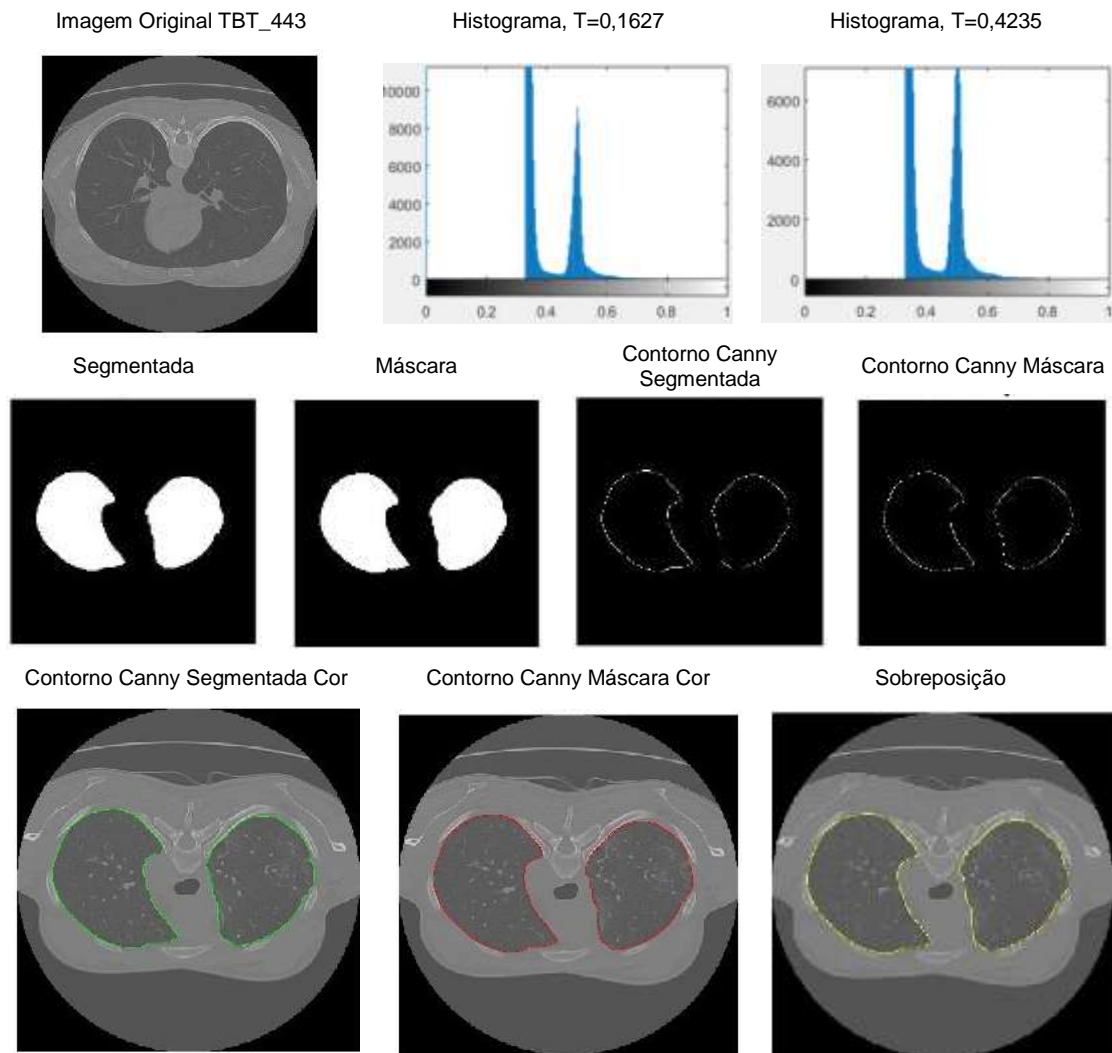 Imagem Original TBT_443
Histograma, T=0,1627
Histograma, T=0,4235
10000
8000
6000
4000
2000
0
0
0.2
0.4
0.6
0.8
1
6000
4000
2000
0
0
0.2
0.4
0.6
0.8
1
Segmentada
Máscara
Contorno Canny
Segmentada
Contorno Canny Máscara
Contorno Canny Segmentada Cor
Contorno Canny Máscara Cor
Sobreposição